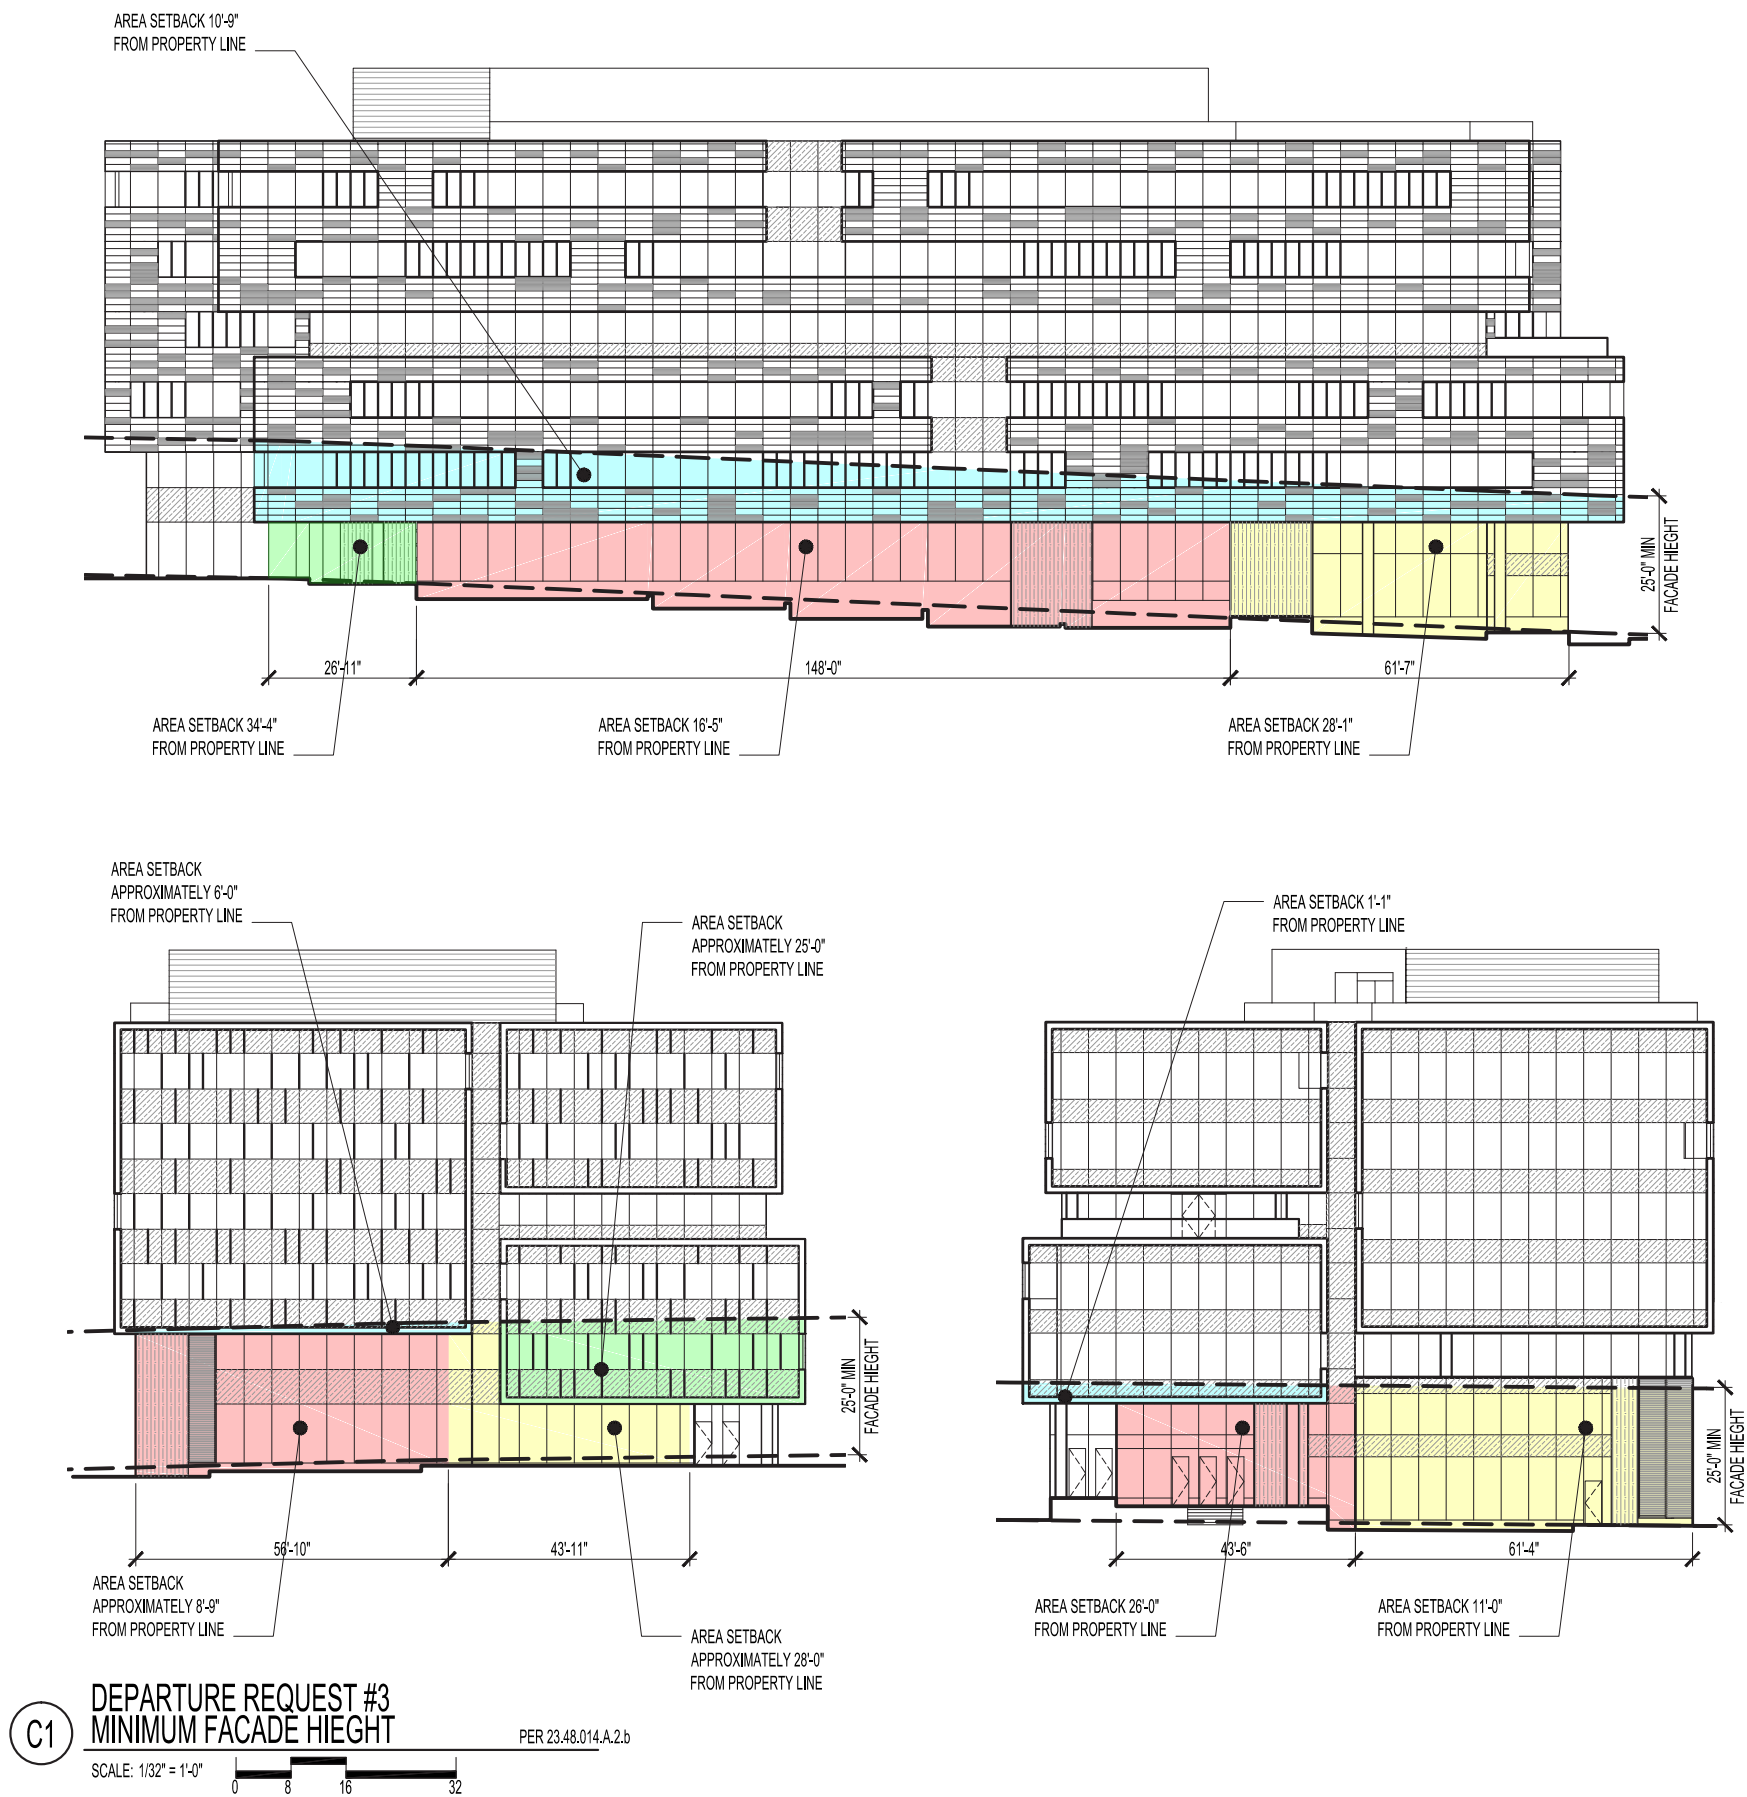 AREA SETBACK 10'-9"
FROM PROPERTY LINE
25'-0" MIN
FACADE HIEGHT
26'-11"
148'-0"
61'-7"
AREA SETBACK 34'-4"
FROM PROPERTY LINE
AREA SETBACK 16'-5"
FROM PROPERTY LINE
AREA SETBACK 28'-1"
FROM PROPERTY LINE
AREA SETBACK
APPROXIMATELY 6'-0"
FROM PROPERTY LINE
AREA SETBACK
APPROXIMATELY 25'-0"
FROM PROPERTY LINE
25'-0" MIN
FACADE HIEGHT
56'-10"
43'-11"
AREA SETBACK
APPROXIMATELY 8'-9"
FROM PROPERTY LINE
AREA SETBACK
APPROXIMATELY 28'-0"
FROM PROPERTY LINE
AREA SETBACK 1'-1"
FROM PROPERTY LINE
25'-0" MIN
FACADE HIEGHT
43'-6"
61'-4"
AREA SETBACK 26'-0"
FROM PROPERTY LINE
AREA SETBACK 11'-0"
FROM PROPERTY LINE
C1
DEPARTURE REQUEST #3
MINIMUM FACADE HIEGHT
PER 23.48.014.A.2.b
SCALE: 1/32" = 1'-0"
0 8 16 32